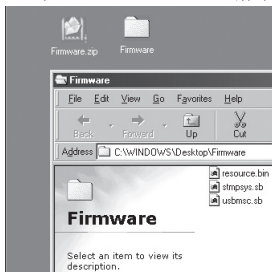 Firmware.zip
Firmware
Firmware
File Edit View Go Favorites Help
Back Forward Up Cut
Address C:\WINDOWS\Desktop\Firmware
resource.bin
stmpsys.sb
usbmsc.sb
Firmware
Select an item to view its
description.